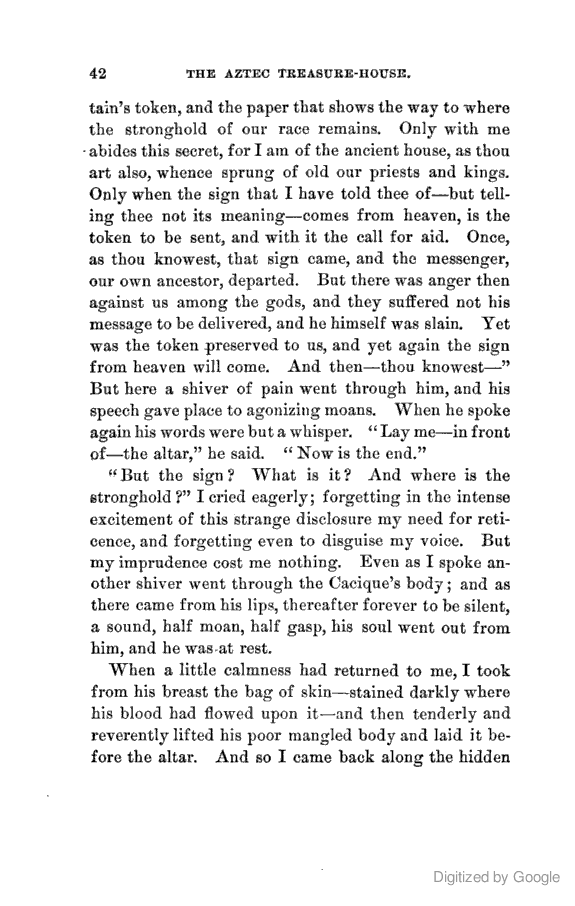 42 THE AZTEC TREASURE-HOUSE.
tain's token, and the paper that shows the way to where
the stronghold of our race remains. Only with me
abides this secret, for I am of the ancient house, as thou
art also, whence sprung of old our priests and kings.
Only when the sign that I have told thee of—but tell-
ing thee not its meaning—comes from heaven, is the
token to be sent, and with it the call for aid. Once,
as thou knowest, that sign came, and the messenger,
our own ancestor, departed. But there was anger then
against us among the gods, and they suffered not his
message to be delivered, and he himself was slain. Yet
was the token preserved to us, and yet again the sign
from heaven will come. And then—thou knowest—"
But here a shiver of pain went through him, and his
speech gave place to agonizing moans. When he spoke
again his words were but a whisper. "Lay me—in front
of—the altar," he said. "Now is the end."
"But the sign? What is it? And where is the
stronghold?" I cried eagerly; forgetting in the intense
excitement of this strange disclosure my need for reti-
cence, and forgetting even to disguise my voice. But
my imprudence cost me nothing. Even as I spoke an-
other shiver went through the Cacique's body; and as
there came from his lips, thereafter forever to be silent,
a sound, half moan, half gasp, his soul went out from
him, and he was at rest.
When a little calmness had returned to me, I took
from his breast the bag of skin—stained darkly where
his blood had flowed upon it—and then tenderly and
reverently lifted his poor mangled body and laid it be-
fore the altar. And so I came back along the hidden
Digitized by Google